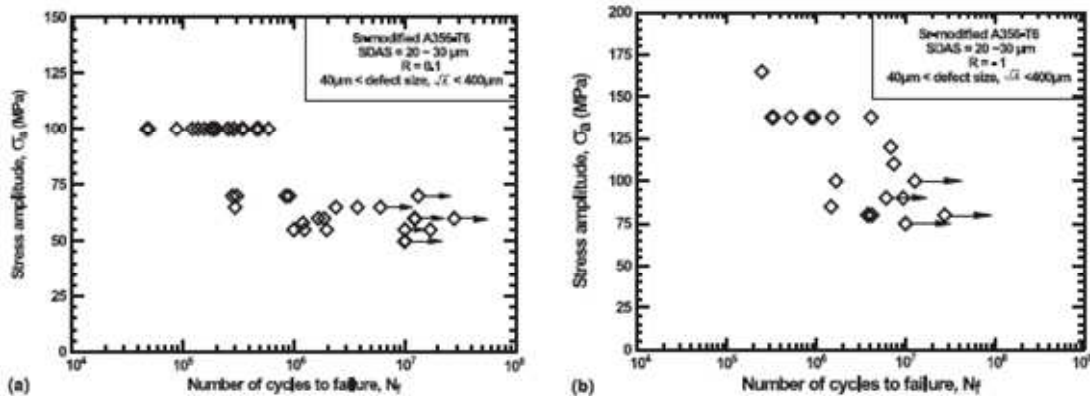 150
125
100
75
50
25
0
Stress amplitude, σa (MPa)
Sr-modified A356-T6
SDAS = 20 – 30 μm
R = 0.1
40μm < defect size, < 400μm
10^4 10^5 10^6 10^7 10^8
Number of cycles to failure, Nf
(a)
200
175
150
125
100
75
50
25
0
Stress amplitude, σa (MPa)
Sr-modified A356-T6
SDAS = 20 –30 μm
R = - 1
40μm < defect size, <400μm
10^4 10^5 10^6 10^7 10^8
Number of cycles to failure, Nf
(b)